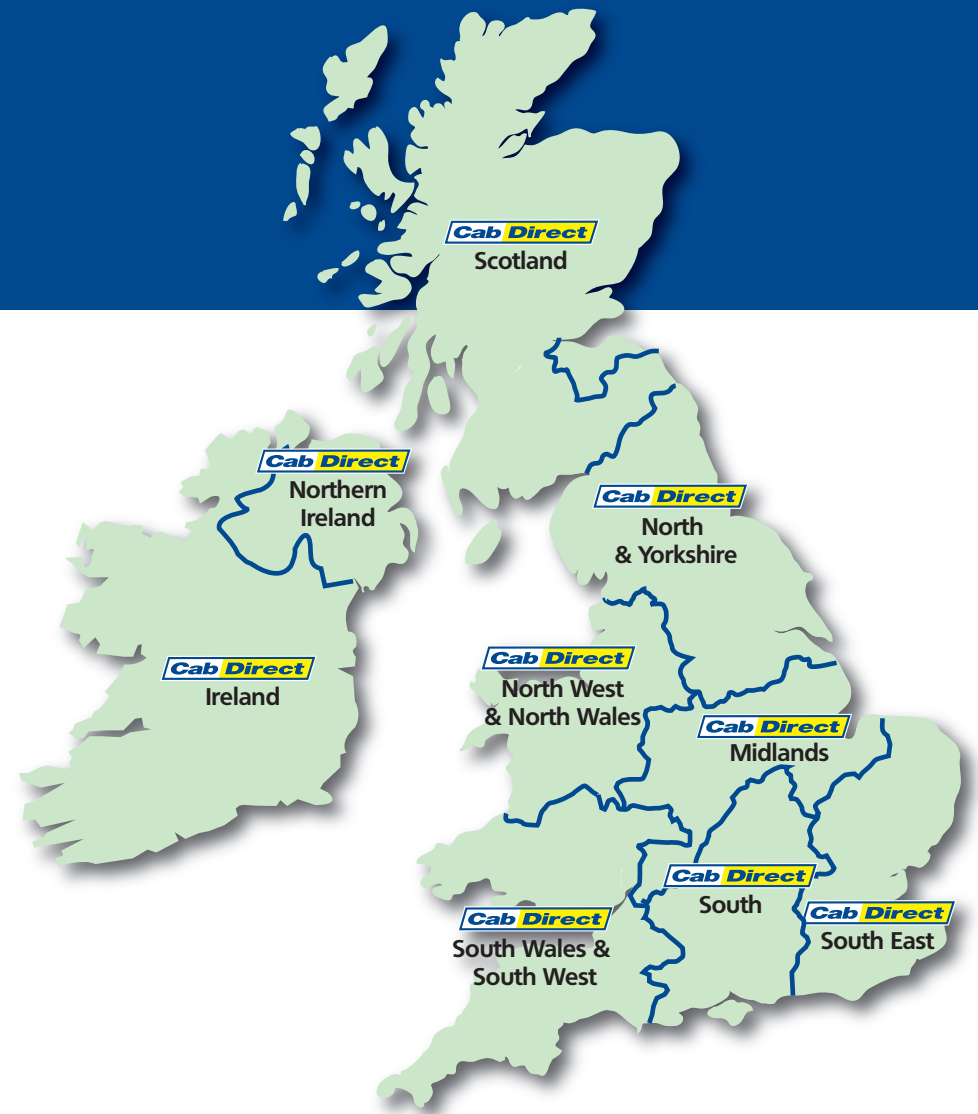 Cab Direct
Scotland
Cab Direct
Northern
Ireland
Cab Direct
North
& Yorkshire
Cab Direct
Ireland
Cab Direct
North West
& North Wales
Cab Direct
Midlands
Cab Direct
South
Cab Direct
South East
Cab Direct
South Wales &
South West